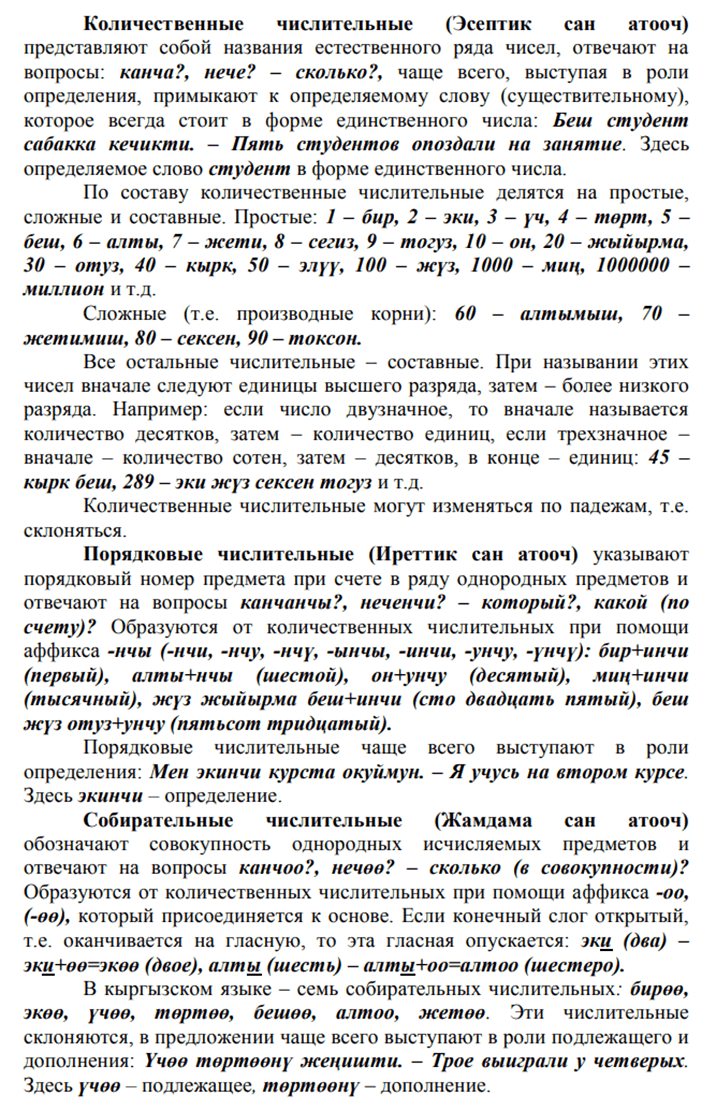 Количественные числительные (Эсептик сан атооч)
представляют собой названия естественного ряда чисел, отвечают на
вопросы: канча?, нече? – сколько?, чаще всего, выступая в роли
определения, примыкают к определяемому слову (существительному),
которое всегда стоит в форме единственного числа: Беш студент
сабакка кечикти. – Пять студентов опоздали на занятие. Здесь
определяемое слово студент в форме единственного числа.
По составу количественные числительные делятся на простые,
сложные и составные. Простые: 1 – бир, 2 – эки, 3 – үч, 4 – төрт, 5 –
беш, 6 – алты, 7 – жети, 8 – сегиз, 9 – тогуз, 10 – он, 20 – жыйырма,
30 – отуз, 40 – кырк, 50 – элүү, 100 – жүз, 1000 – миң, 1000000 –
миллион и т.д.
Сложные (т.е. производные корни): 60 – алтымыш, 70 –
жетимиш, 80 – сексен, 90 – токсон.
Все остальные числительные – составные. При назывании этих
чисел вначале следуют единицы высшего разряда, затем – более низкого
разряда. Например: если число двузначное, то вначале называется
количество десятков, затем – количество единиц, если трехзначное –
вначале – количество сотен, затем – десятков, в конце – единиц: 45 –
кырк беш, 289 – эки жүз сексен тогуз и т.д.
Количественные числительные могут изменяться по падежам, т.е.
склоняться.
Порядковые числительные (Иреттик сан атооч) указывают
порядковый номер предмета при счете в ряду однородных предметов и
отвечают на вопросы канчанчы?, неченчи? – который?, какой (по
счету)? Образуются от количественных числительных при помощи
аффикса -нчы (-нчи, -нчу, -нчү, -ынчы, -инчи, -унчу, -үнчү): бир+инчи
(первый), алты+нчы (шестой), он+унчу (десятый), миң+инчи
(тысячный), жүз жыйырма беш+инчи (сто двадцать пятый), беш
жүз отуз+унчу (пятьсот тридцатый).
Порядковые числительные чаще всего выступают в роли
определения: Мен экинчи курста окуймун. – Я учусь на втором курсе.
Здесь экинчи – определение.
Собирательные числительные (Жамдама сан атооч)
обозначают совокупность однородных исчисляемых предметов и
отвечают на вопросы канчоо?, нечөө? – сколько (в совокупности)?
Образуются от количественных числительных при помощи аффикса -оо,
(-өө), который присоединяется к основе. Если конечный слог открытый,
т.е. оканчивается на гласную, то эта гласная опускается: эки (два) –
эки+өө=экөө (двое), алты (шесть) – алты+оо=алтоо (шестеро).
В кыргызском языке – семь собирательных числительных: бирөө,
экөө, үчөө, төртөө, бешөө, алтоо, жетөө. Эти числительные
склоняются, в предложении чаще всего выступают в роли подлежащего и
дополнения: Үчөө төртөөнү жеңишти. – Трое выиграли у четверых.
Здесь үчөө – подлежащее, төртөөнү – дополнение.